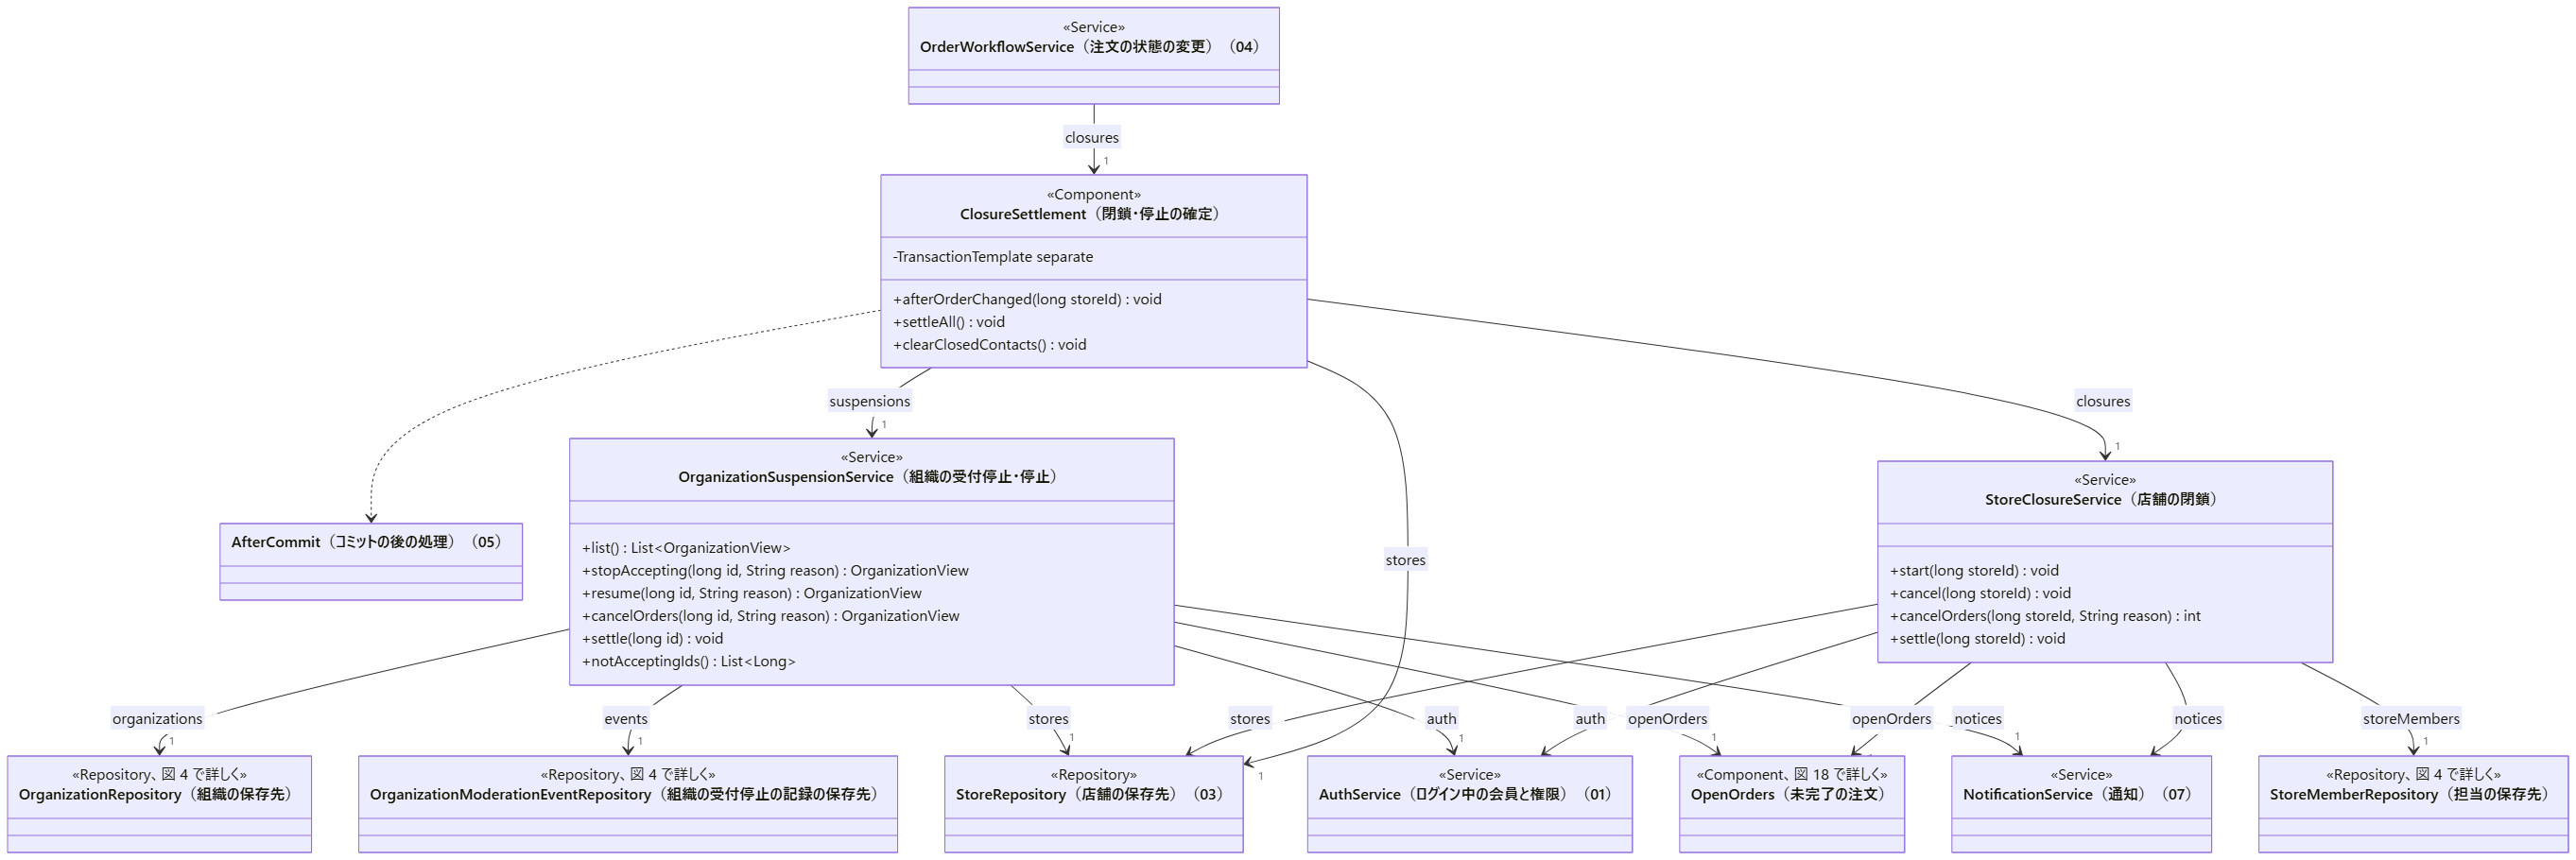 «Service»
OrderWorkflowService（注文の状態の変更）（04）
closures
1
«Component»
ClosureSettlement（閉鎖・停止の確定）
-TransactionTemplate separate
+afterOrderChanged(long storeId) : void
+settleAll() : void
+clearClosedContacts() : void
suspensions
1
closures
1
«Service»
OrganizationSuspensionService（組織の受付停止・停止）
+list() : List<OrganizationView>
+stopAccepting(long id, String reason) : OrganizationView
+resume(long id, String reason) : OrganizationView
+cancelOrders(long id, String reason) : OrganizationView
+settle(long id) : void
+notAcceptingIds() : List<Long>
«Service»
StoreClosureService（店舗の閉鎖）
+start(long storeId) : void
+cancel(long storeId) : void
+cancelOrders(long storeId, String reason) : int
+settle(long storeId) : void
AfterCommit（コミットの後の処理）（05）
stores
organizations
1
events
1
stores
1
stores
1
auth
1
auth
openOrders
1
openOrders
notices
1
notices
storeMembers
1
«Repository、図 4 で詳しく»
OrganizationRepository（組織の保存先）
«Repository、図 4 で詳しく»
OrganizationModerationEventRepository（組織の受付停止の記録の保存先）
«Repository»
StoreRepository（店舗の保存先）（03）
«Service»
AuthService（ログイン中の会員と権限）（01）
«Component、図 18 で詳しく»
OpenOrders（未完了の注文）
«Service»
NotificationService（通知）（07）
«Repository、図 4 で詳しく»
StoreMemberRepository（担当の保存先）